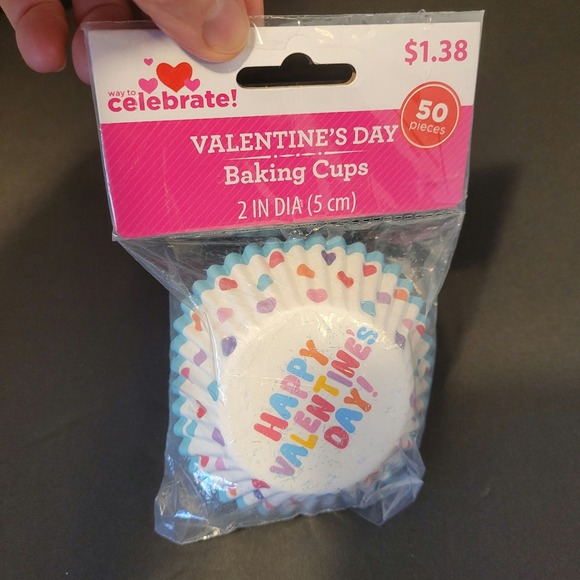 $1.38
way to
celebrate!
50
pieces
VALENTINE'S DAY
Baking Cups
2 IN DIA (5 cm)
HAPPY
VALENTINE'S
DAY!